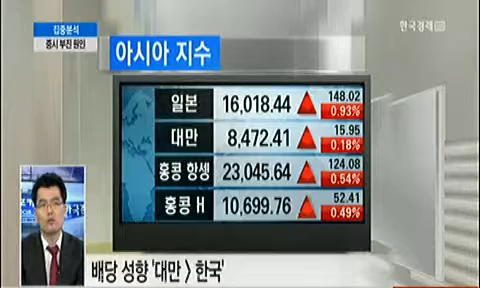 집중분석
증시 부진 원인
한국경제
아시아 지수
일본 16,018.44 ▲ 148.02 0.93%
대만 8,472.41 ▲ 15.95 0.18%
홍콩 항셍 23,045.64 ▲ 124.08 0.54%
홍콩 H 10,699.76 ▲ 52.41 0.49%
배당 성향 '대만 > 한국'